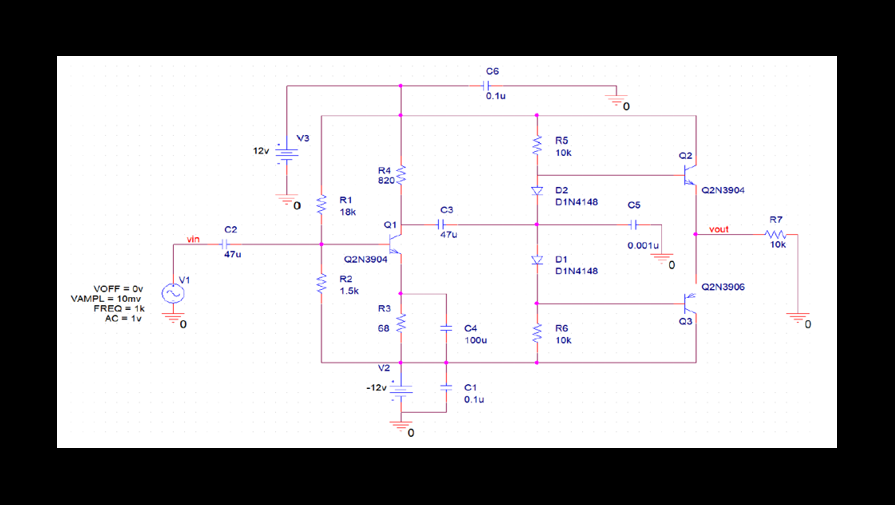 C6
0.1u
0
V3
12v
0
R5
10k
Q2
Q2N3904
R4
820
D2
D1N4148
R1
18k
C3
47u
C5
0.001u
0
Q1
Q2N3904
vin
C2
47u
vout
R7
10k
0
D1
D1N4148
R2
1.5k
V1
VOFF = 0v
VAMPL = 10mv
FREQ = 1k
AC = 1v
0
Q2N3906
Q3
R3
68
C4
100u
R6
10k
V2
-12v
C1
0.1u
0